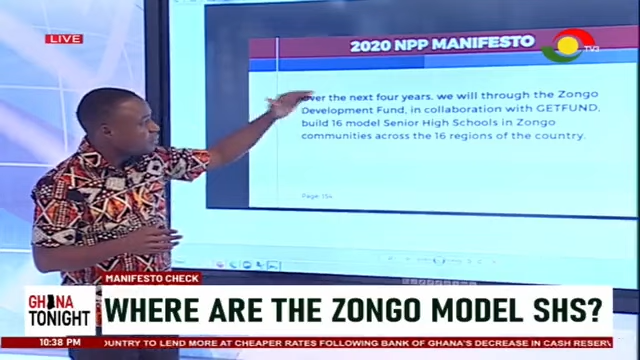 LIVE
2020 NPP MANIFESTO
TV3
Over the next four years, we will through the Zongo
Development Fund, in collaboration with GETFUND,
build 16 model Senior High Schools in Zongo
communities across the 16 regions of the country.
Page: 154
MANIFESTO CHECK
GHANA
TONIGHT
WHERE ARE THE ZONGO MODEL SHS?
10:38 PM OUNTRY TO LEND MORE AT CHEAPER RATES FOLLOWING BANK OF GHANA'S DECREASE IN CASH RESERV